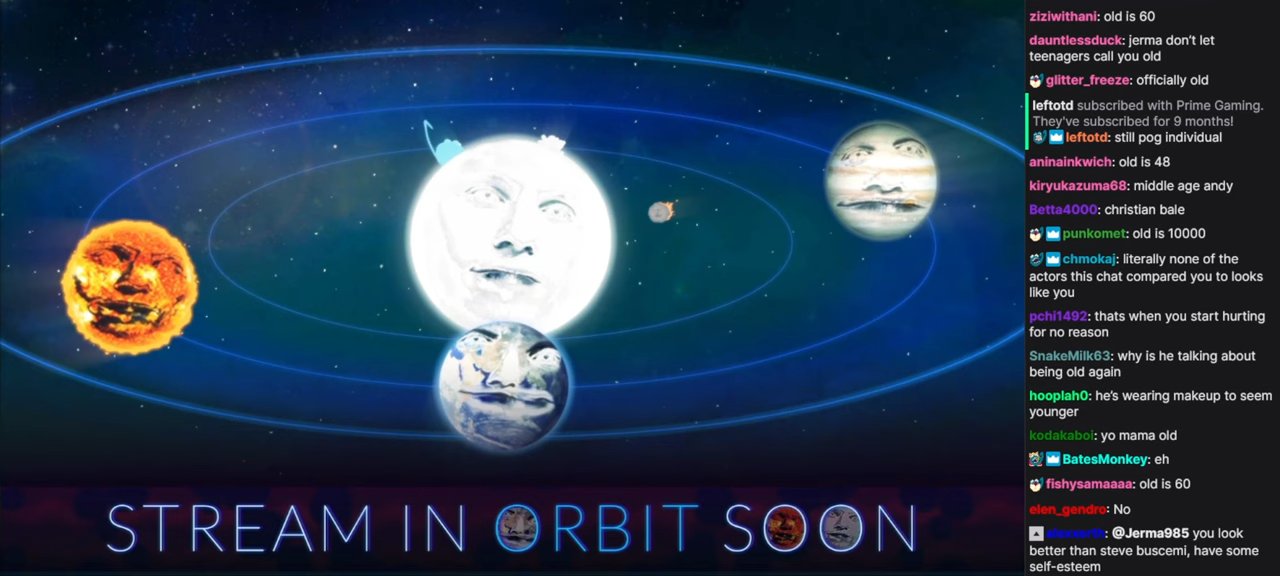 STREAM IN ORBIT SOON
ziziwithani: old is 60
dauntlessduck: jerma don't let
teenagers call you old
glitter_freeze: officially old
leftotd subscribed with Prime Gaming.
They've subscribed for 9 months!
leftotd: still pog individual
aninainkwich: old is 48
kiryukazuma68: middle age andy
Betta4000: christian bale
punkomet: old is 10000
chmokaj: literally none of the
actors this chat compared you to looks
like you
pchi1492: thats when you start hurting
for no reason
SnakeMilk63: why is he talking about
being old again
hooplah0: he's wearing makeup to seem
younger
kodakaboi: yo mama old
BatesMonkey: eh
fishysamaaaa: old is 60
elen_gendro: No
: @Jerma985 you look
better than steve buscemi, have some
self-esteem